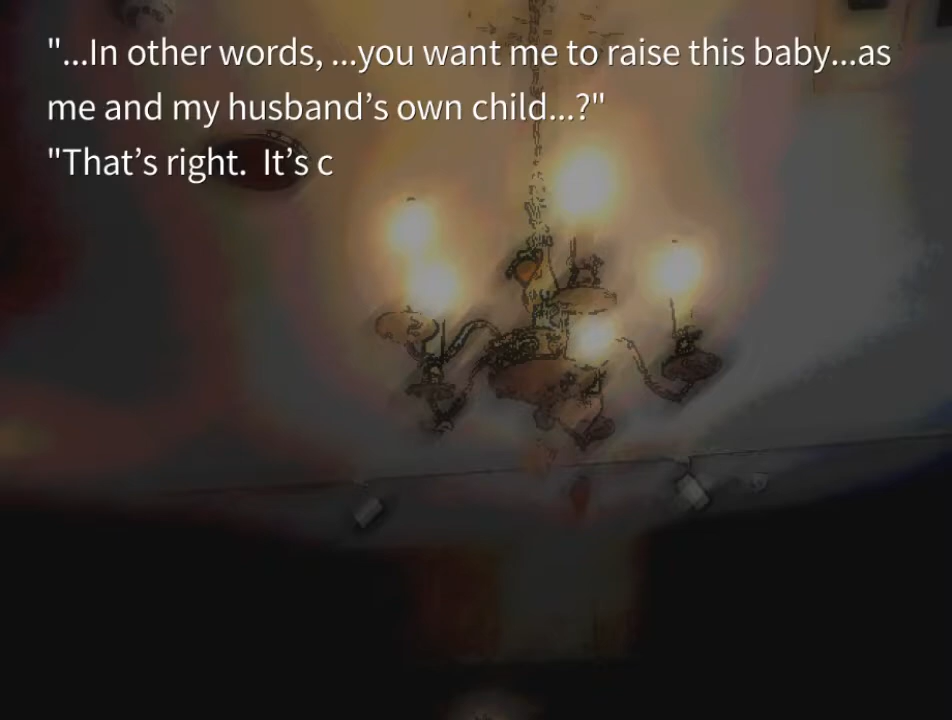 "...In other words, ...you want me to raise this baby...as
me and my husband’s own child...?"
"That’s right.  It’s c